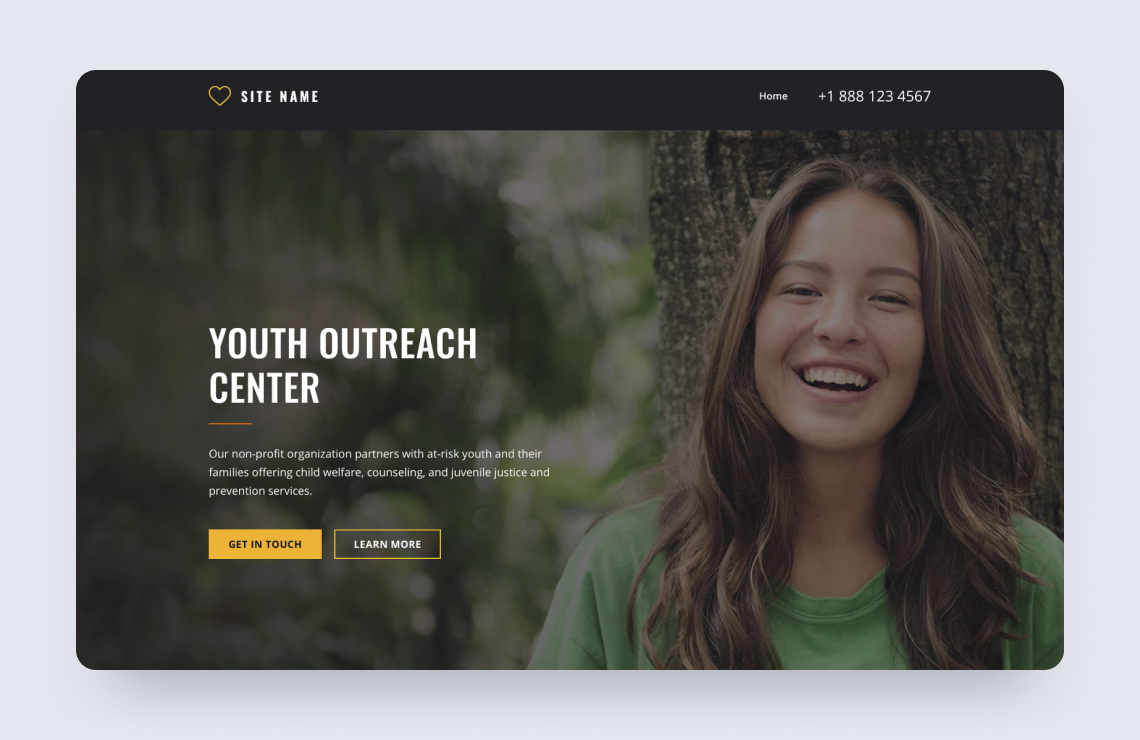 SITE NAME
Home
+1 888 123 4567
YOUTH OUTREACH
CENTER
Our non-profit organization partners with at-risk youth and their
families offering child welfare, counseling, and juvenile justice and
prevention services.
GET IN TOUCH
LEARN MORE